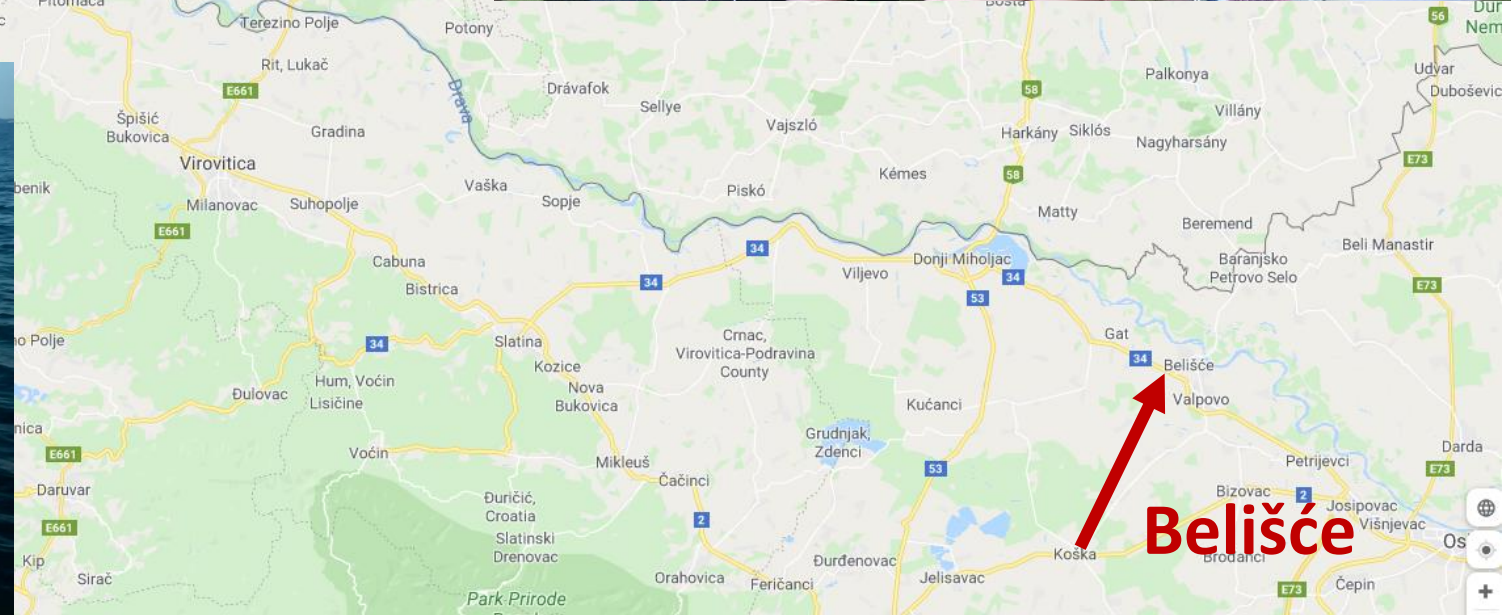 Terezino Polje
Potony
56
Rit, Lukač
Drava
Drávafok
58
Palkonya
Udvar
E661
Sellye
Villány
Duboševic
Špišić
Bukovica
Gradina
Vajszló
Harkány
Siklós
Nagyharsány
E73
Virovitica
Vaška
Kémes
58
benik
Milanovac
Suhopolje
Sopje
Piskó
Matty
Beremend
E661
34
Beli Manastir
Cabuna
Donji Miholjac
Baranjsko
Petrovo Selo
Viljevo
34
34
E73
Bistrica
53
no Polje
34
Slatina
Crnac,
Virovitica-Podravina
County
Gat
34
Belišće
Kozice
Hum, Voćin
Lisičine
Đulovac
Nova
Bukovica
Kućanci
Valpovo
nica
Grudnjak,
Zdenci
E661
Voćin
Mikleuš
53
Petrijevci
Darda
E73
Čačinci
Daruvar
Đuričić,
Croatia
Bizovac
2
Josipovac
E661
2
Slatinski
Drenovac
Belišće
Višnjevac
Os
Kip
Sirač
Orahovica
Feričanci
Đurđenovac
Jelisavac
Koška
Brođanci
E73
Čepin
Park Prirode